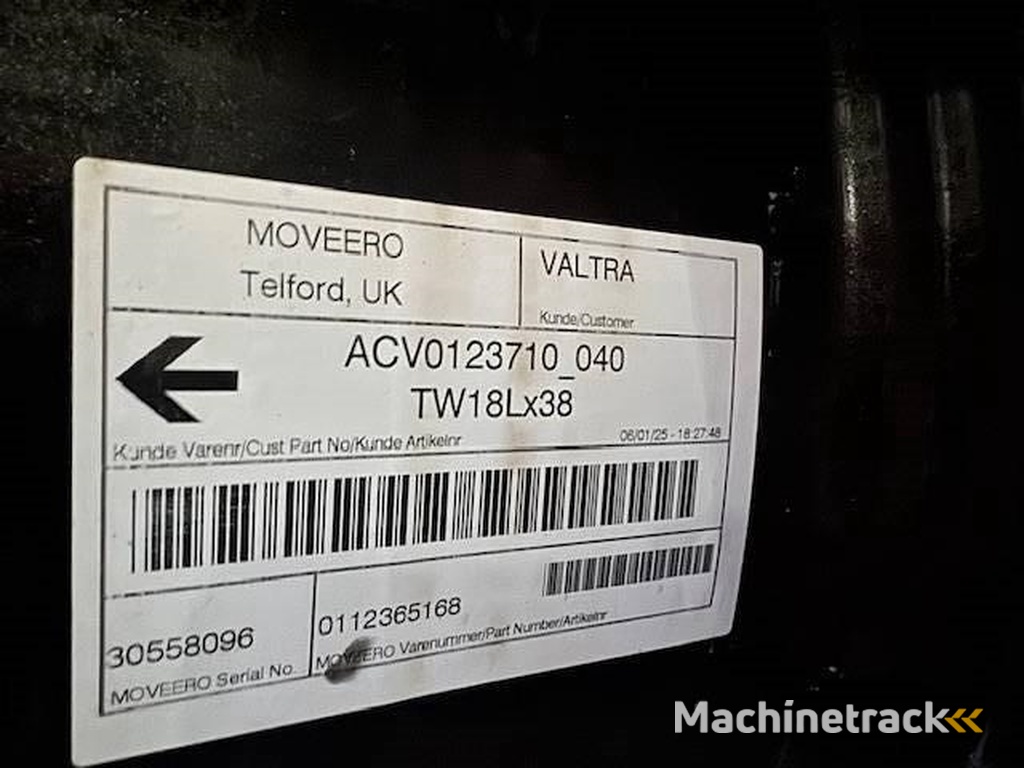 MOVEERO
Telford, UK
VALTRA
Kunde/Customer
ACV0123710_040
TW18Lx38
Kunde Varenr/Cust Part No/Kunde Artikelnr
06/01/25 - 18:27:48
30558096
MOVEERO Serial No.
0112365168
MOVEERO Varenummer/Part Number/Artikelnr
Machinetrack